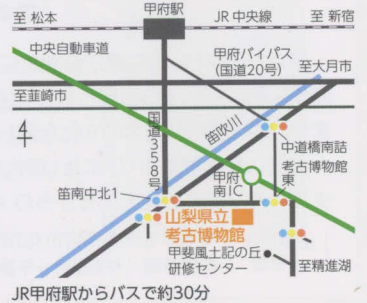 至 松本
甲府駅
JR中央線
至 新宿
中央自動車道
甲府バイパス
(国道20号)
至大月市
至韮崎市
国道358号
笛吹川
中道橋南詰
考古博物館
東
甲府
南IC
笛南中北1
山梨県立
考古博物館
甲斐風土記の丘
研修センター
至精進湖
JR甲府駅からバスで約30分